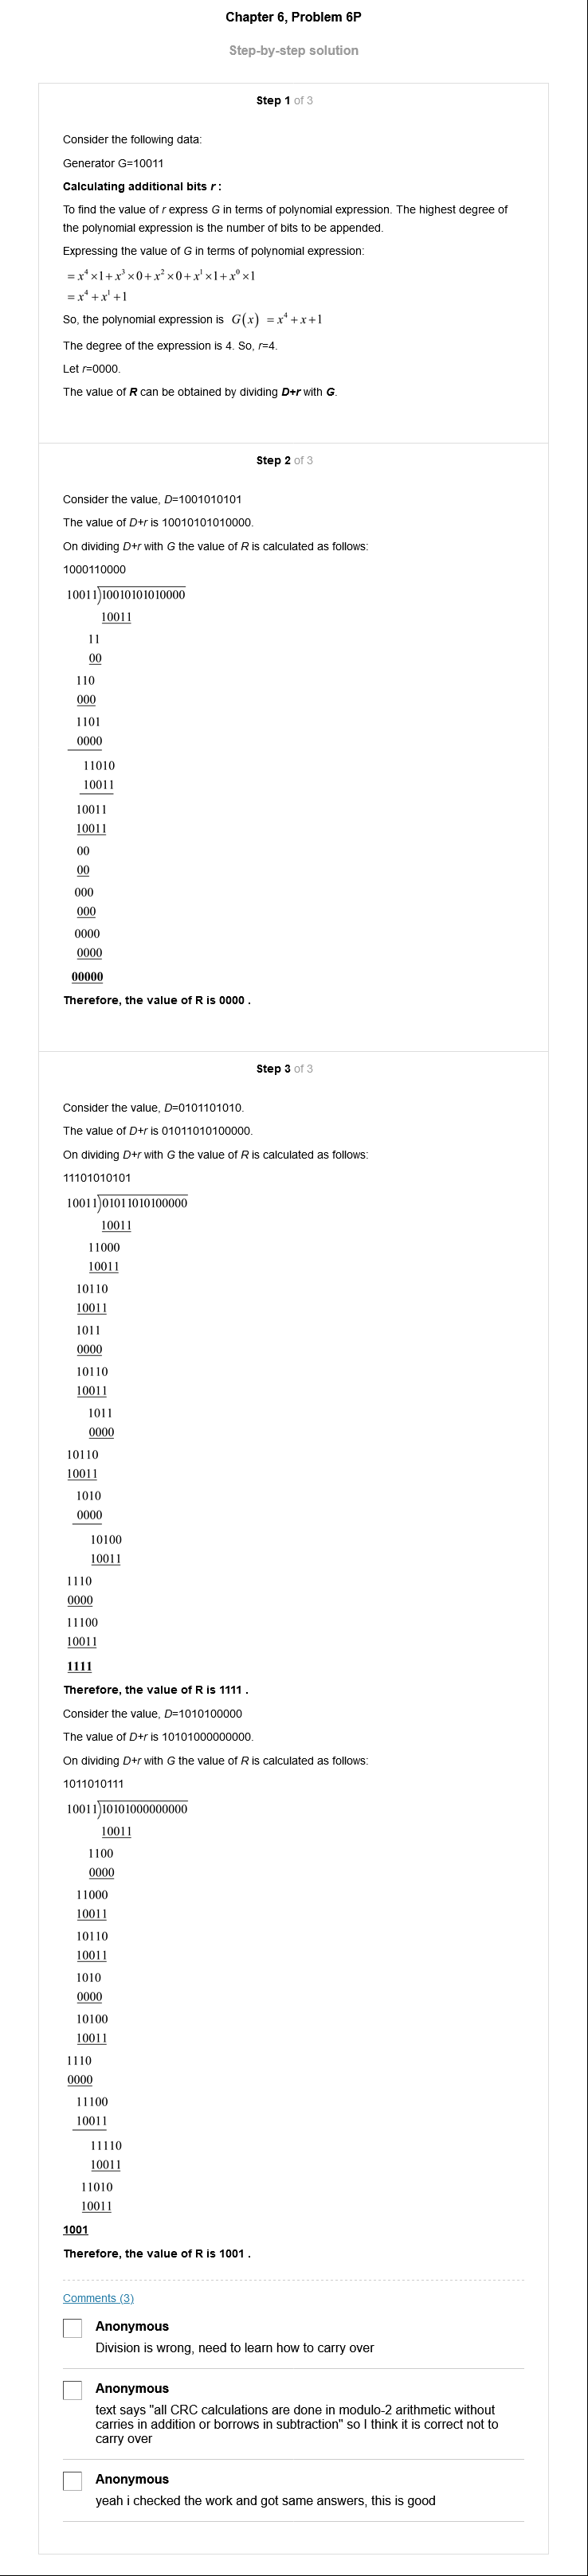 Chapter 6, Problem 6P
Step-by-step solution
Step 1 of 3
Consider the following data:
Generator G=10011
Calculating additional bits r :
To find the value of r express G in terms of polynomial expression. The highest degree of
the polynomial expression is the number of bits to be appended.
Expressing the value of G in terms of polynomial expression:
= x⁴ ×1+ x³ ×0+ x² ×0+ x¹ ×1+ x⁰ ×1
= x⁴ + x¹ +1
So, the polynomial expression is G(x) = x⁴ + x +1
The degree of the expression is 4. So, r=4.
Let r=0000.
The value of R can be obtained by dividing D+r with G.
Step 2 of 3
Consider the value, D=1001010101
The value of D+r is 10010101010000.
On dividing D+r with G the value of R is calculated as follows:
1000110000
10011)10010101010000
10011
11
00
110
000
1101
0000
11010
10011
10011
10011
00
00
000
000
0000
0000
00000
Therefore, the value of R is 0000 .
Step 3 of 3
Consider the value, D=0101101010.
The value of D+r is 01011010100000.
On dividing D+r with G the value of R is calculated as follows:
11101010101
10011)01011010100000
10011
11000
10011
10110
10011
1011
0000
10110
10011
1011
0000
10110
10011
1010
0000
10100
10011
1110
0000
11100
10011
1111
Therefore, the value of R is 1111 .
Consider the value, D=1010100000
The value of D+r is 10101000000000.
On dividing D+r with G the value of R is calculated as follows:
1011010111
10011)10101000000000
10011
1100
0000
11000
10011
10110
10011
1010
0000
10100
10011
1110
0000
11100
10011
11110
10011
11010
10011
1001
Therefore, the value of R is 1001 .
Comments (3)
Anonymous
Division is wrong, need to learn how to carry over
Anonymous
text says "all CRC calculations are done in modulo-2 arithmetic without
carries in addition or borrows in subtraction" so I think it is correct not to
carry over
Anonymous
yeah i checked the work and got same answers, this is good